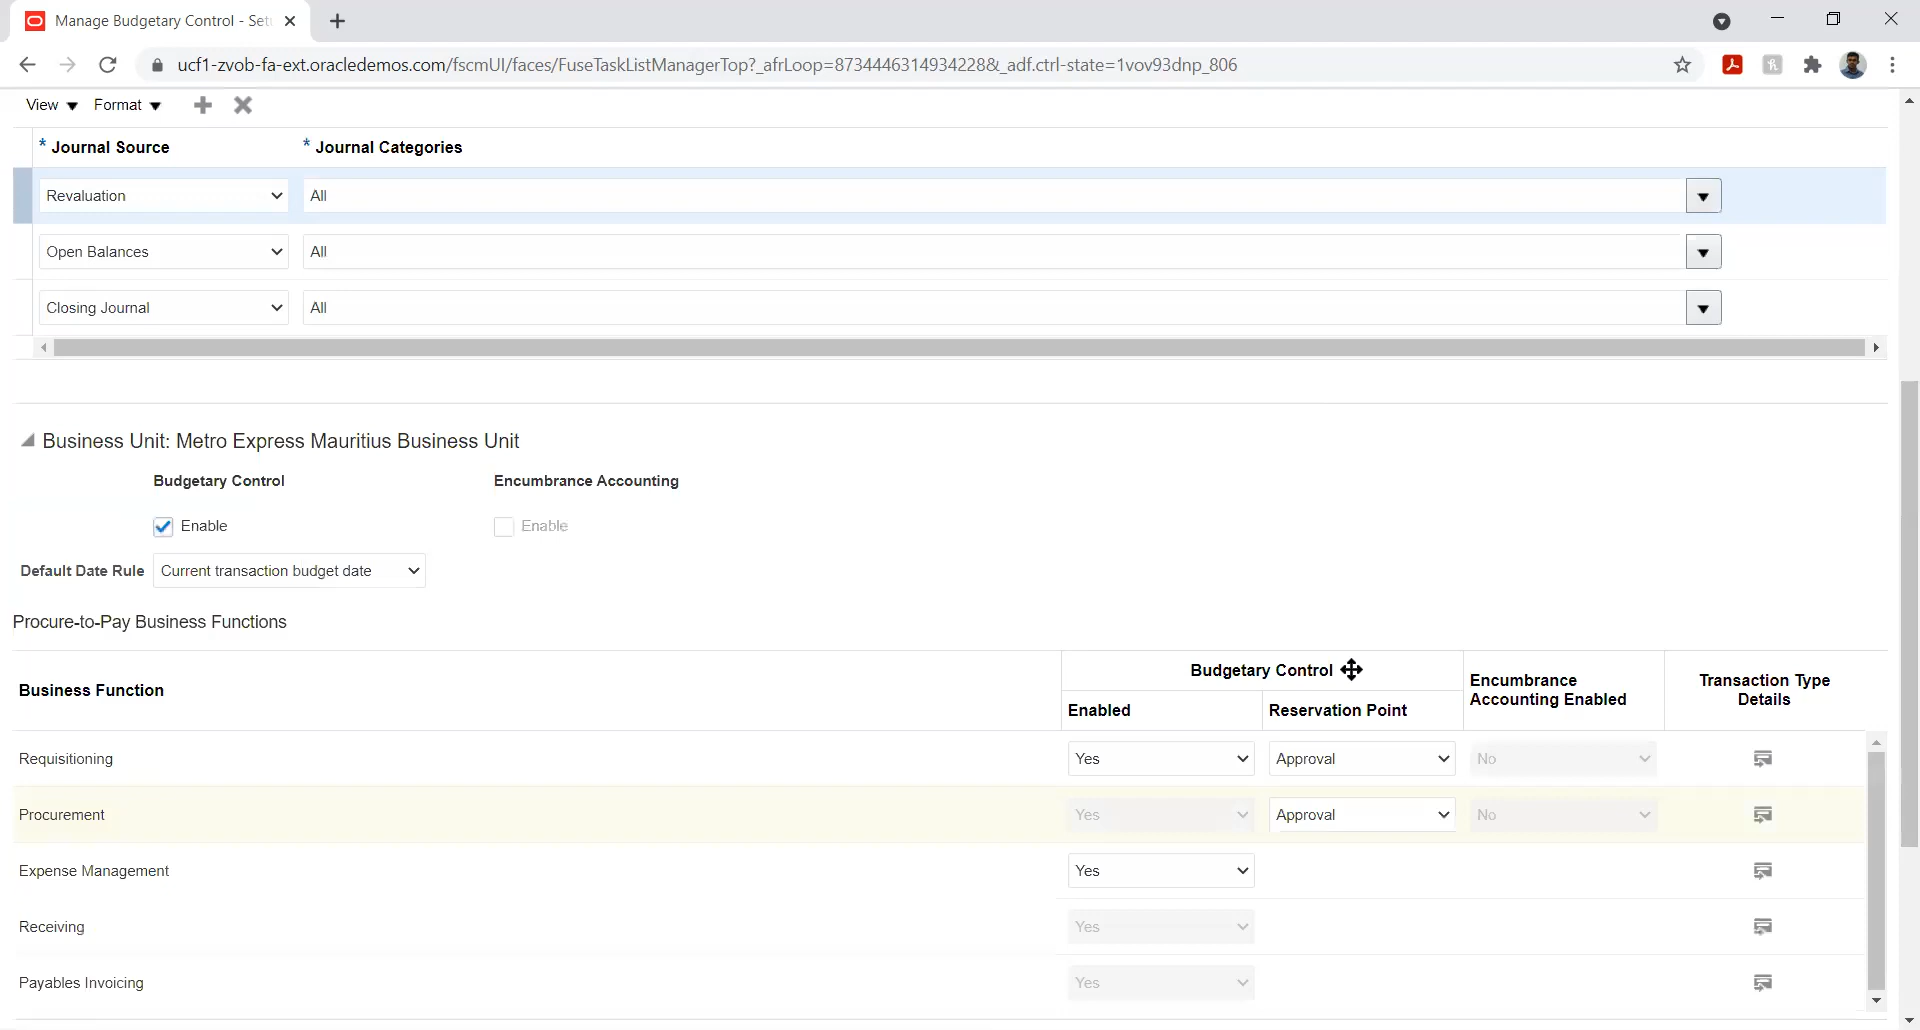 Manage Budgetary Control - Set
ucf1-zvob-fa-ext.oracledemos.com/fscmUI/faces/FuseTaskListManagerTop?_afrLoop=87344463149342288&_adf.ctrl-state=1vov93dnp_806
View Format
* Journal Source * Journal Categories
Revaluation All
Open Balances All
Closing Journal All
Business Unit: Metro Express Mauritius Business Unit
Budgetary Control Encumbrance Accounting
Enable Enable
Default Date Rule Current transaction budget date
Procure-to-Pay Business Functions
Business Function Budgetary Control Encumbrance Accounting Enabled Transaction Type Details
Enabled Reservation Point
Requisitioning Yes Approval No
Procurement Yes Approval No
Expense Management Yes
Receiving Yes
Payables Invoicing Yes